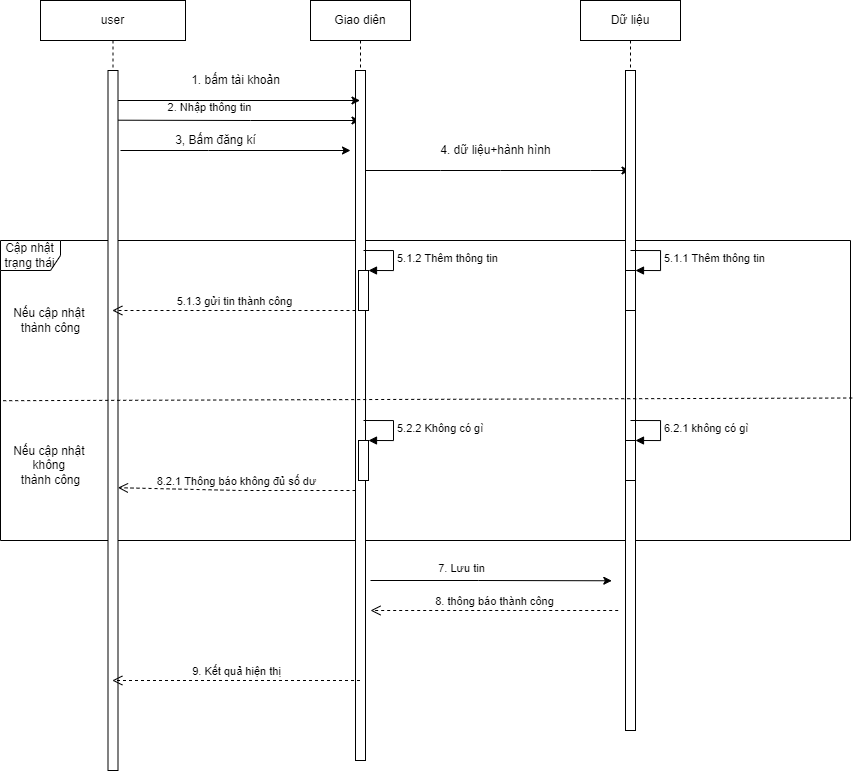 user
Giao diên
Dữ liệu
1. bấm tài khoản
2. Nhập thông tin
3, Bấm đăng kí
4. dữ liệu+hành hình
Cập nhật
trạng thái
5.1.2 Thêm thông tin
5.1.1 Thêm thông tin
5.1.3 gửi tin thành công
Nếu cập nhật
thành công
5.2.2 Không có gỉ
6.2.1 không có gỉ
Nếu cập nhật
không
thành công
8.2.1 Thông báo không đủ số dư
7. Lưu tin
8. thông báo thành công
9. Kết quả hiện thị